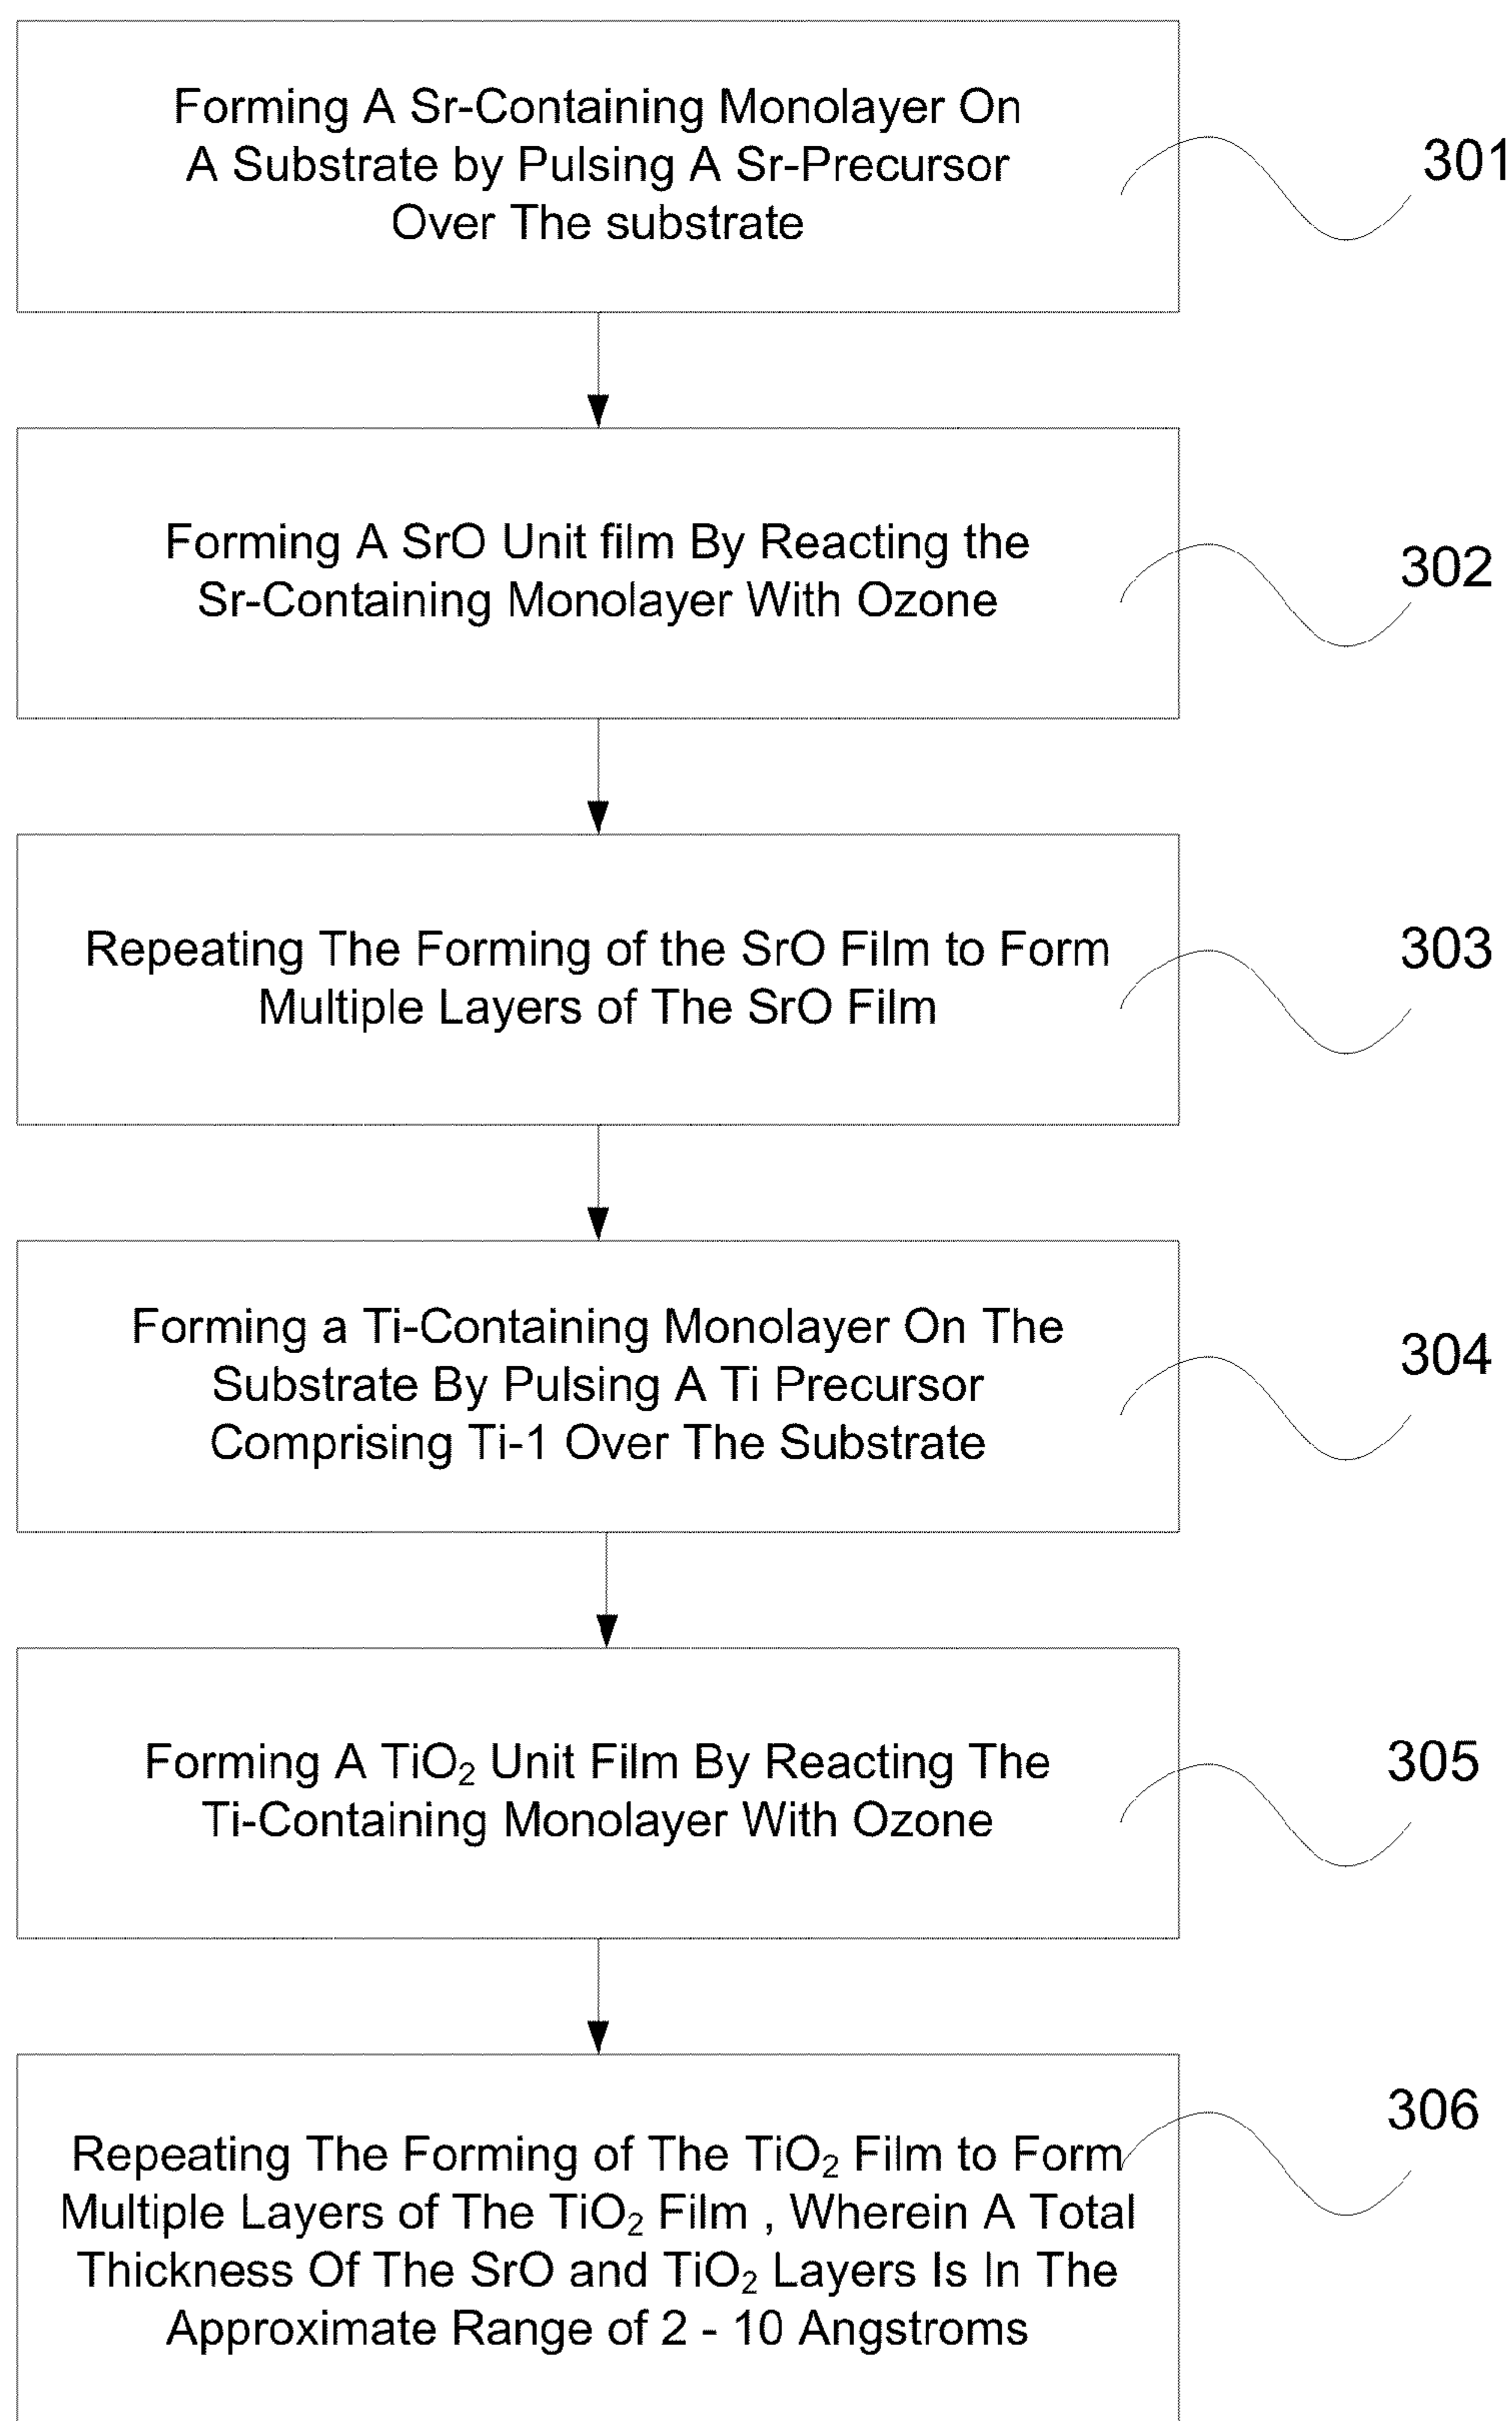 Forming A Sr-Containing Monolayer On
A Substrate by Pulsing A Sr-Precursor
Over The substrate
301
Forming A SrO Unit film By Reacting the
Sr-Containing Monolayer With Ozone
302
Repeating The Forming of the SrO Film to Form
Multiple Layers of The SrO Film
303
Forming a Ti-Containing Monolayer On The
Substrate By Pulsing A Ti Precursor
Comprising Ti-1 Over The Substrate
304
Forming A TiO₂ Unit Film By Reacting The
Ti-Containing Monolayer With Ozone
305
Repeating The Forming of The TiO₂ Film to Form
Multiple Layers of The TiO₂ Film , Wherein A Total
Thickness Of The SrO and TiO₂ Layers Is In The
Approximate Range of 2 - 10 Angstroms
306